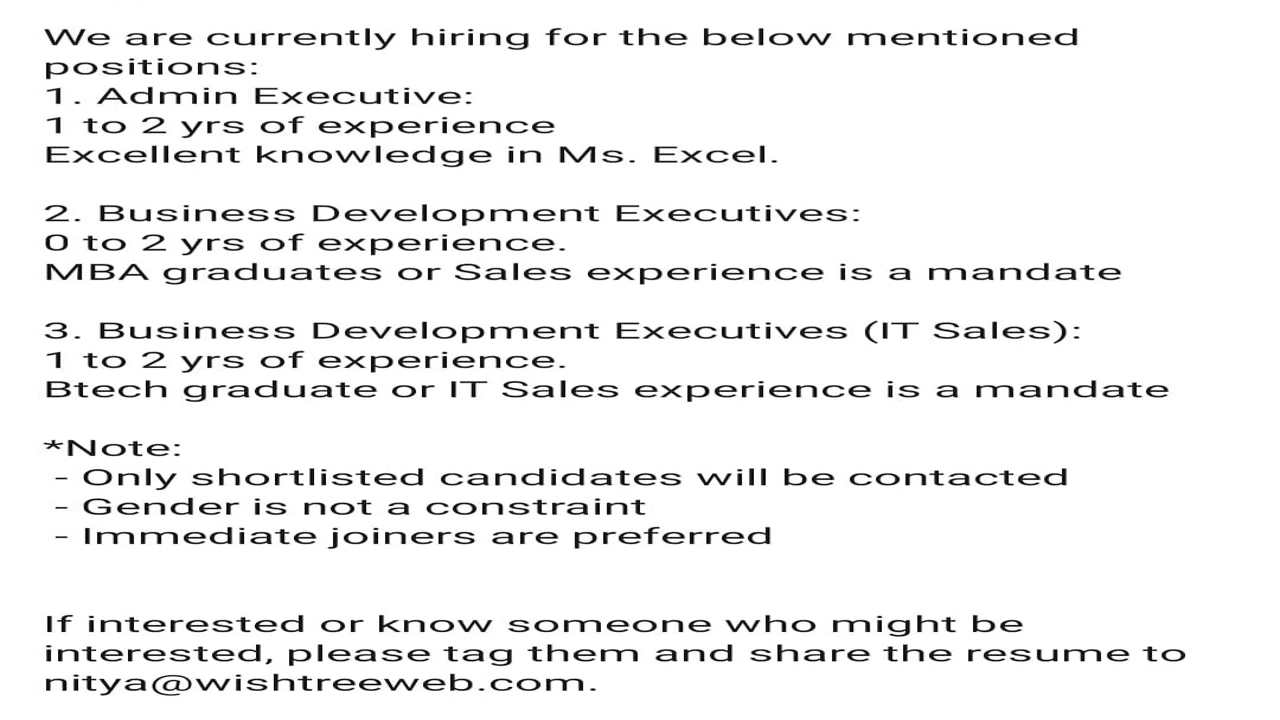 We are currently hiring for the below mentioned
positions:
1. Admin Executive:
1 to 2 yrs of experience
Excellent knowledge in Ms. Excel.
2. Business Development Executives:
0 to 2 yrs of experience.
MBA graduates or Sales experience is a mandate
3. Business Development Executives (IT Sales):
1 to 2 yrs of experience.
Btech graduate or IT Sales experience is a mandate
*Note:
- Only shortlisted candidates will be contacted
- Gender is not a constraint
- Immediate joiners are preferred
If interested or know someone who might be
interested, please tag them and share the resume to
nitya@wishtreeweb.com.